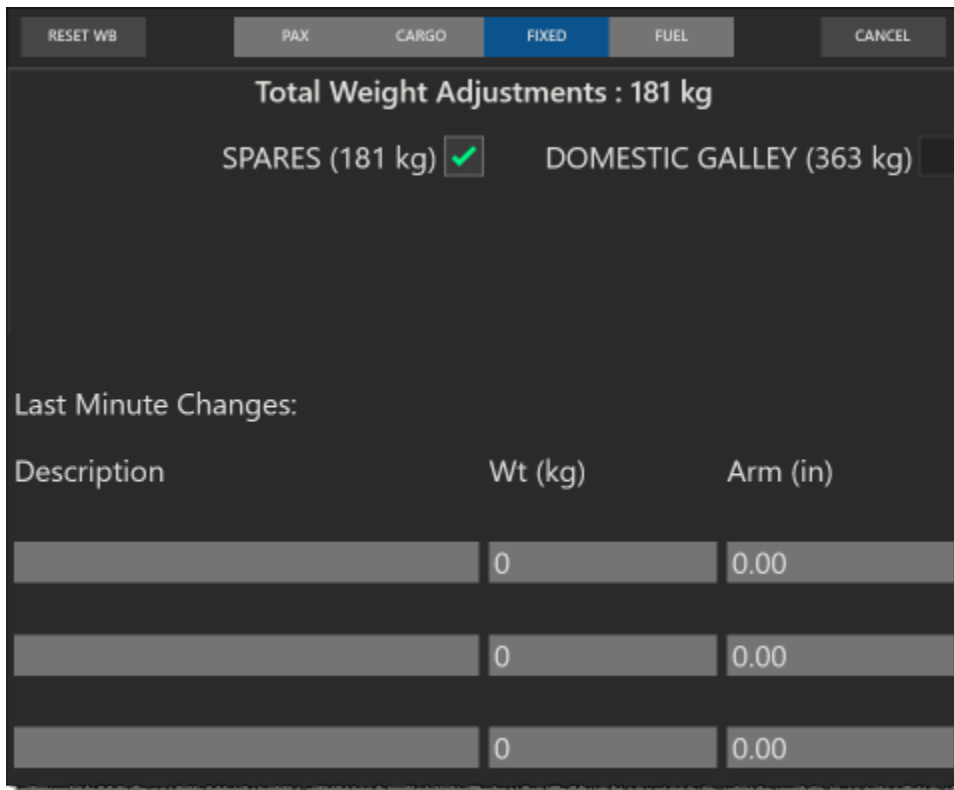 RESET WB PAX CARGO FIXED FUEL CANCEL
Total Weight Adjustments : 181 kg
SPARES (181 kg) DOMESTIC GALLEY (363 kg)
Last Minute Changes:
Description Wt (kg) Arm (in)
0 0.00
0 0.00
0 0.00